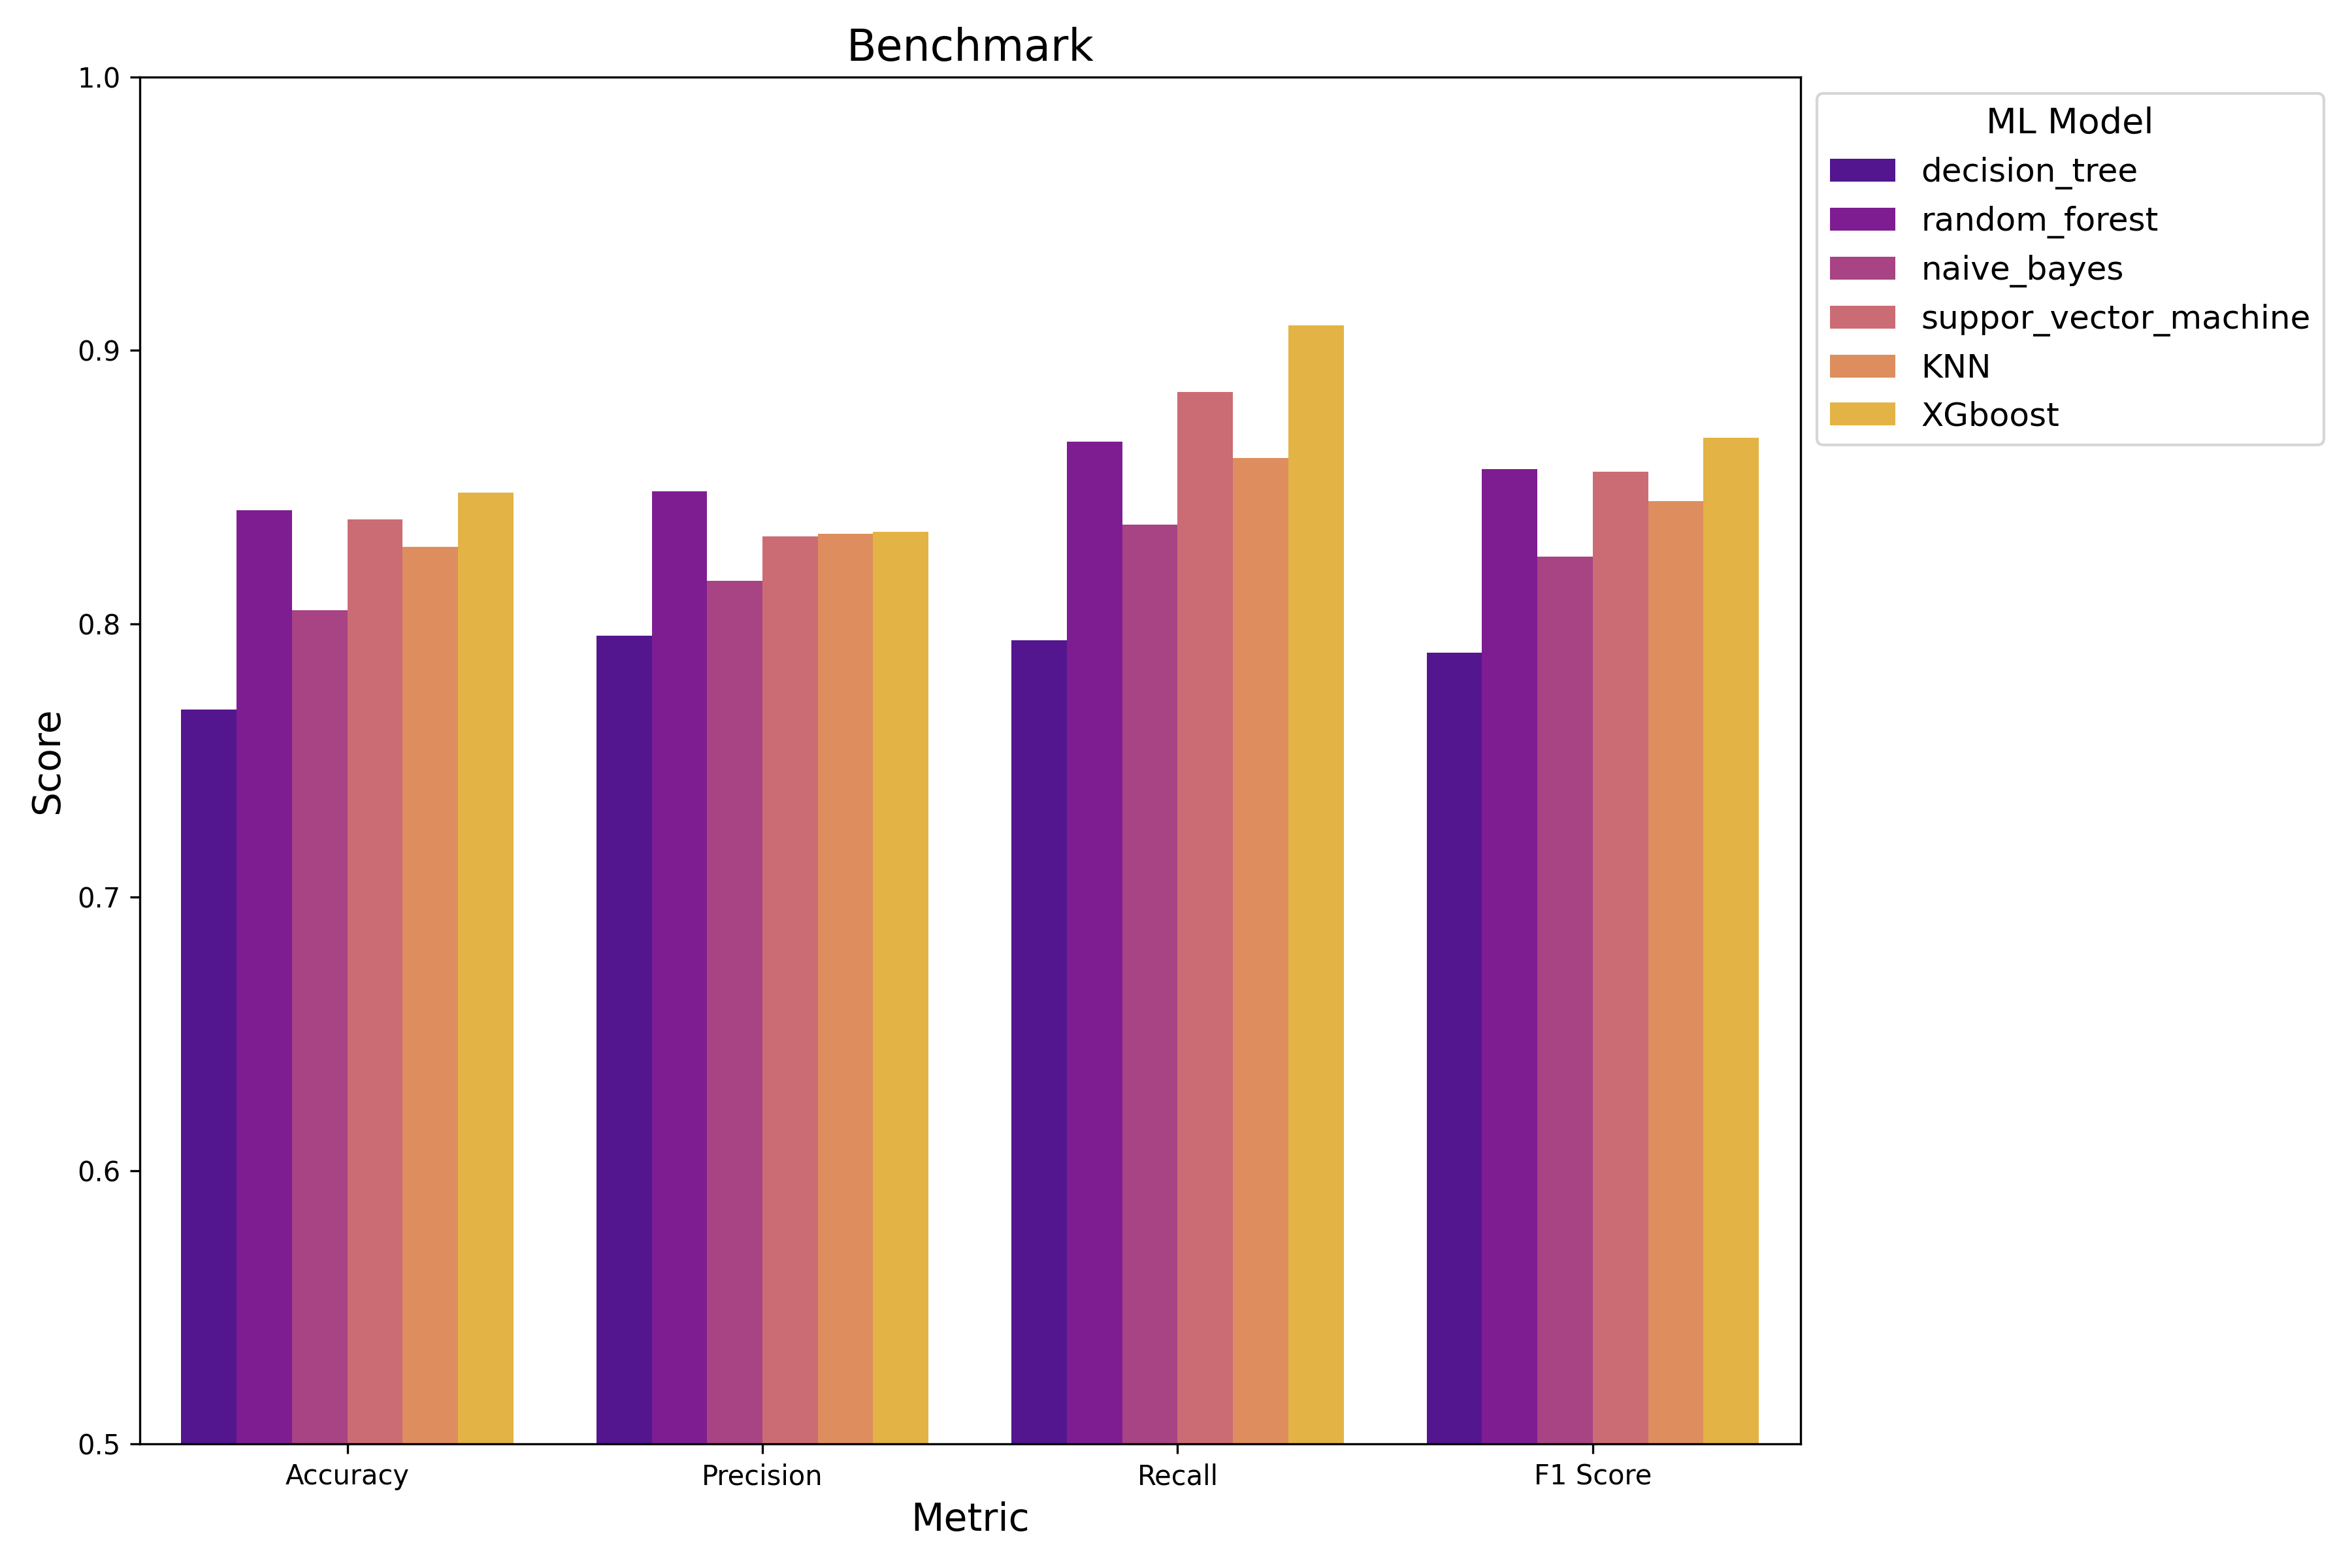 Benchmark
1.0
0.9
0.8
0.7
0.6
0.5
Score
Accuracy
Precision
Recall
F1 Score
Metric
ML Model
decision_tree
random_forest
naive_bayes
suppor_vector_machine
KNN
XGboost